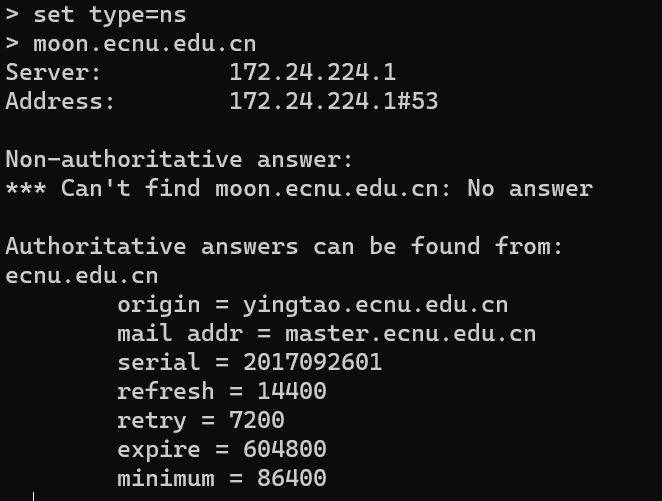 > set type=ns
> moon.ecnu.edu.cn
Server:         172.24.224.1
Address:        172.24.224.1#53

Non-authoritative answer:
*** Can't find moon.ecnu.edu.cn: No answer

Authoritative answers can be found from:
ecnu.edu.cn
        origin = yingtao.ecnu.edu.cn
        mail addr = master.ecnu.edu.cn
        serial = 2017092601
        refresh = 14400
        retry = 7200
        expire = 604800
        minimum = 86400